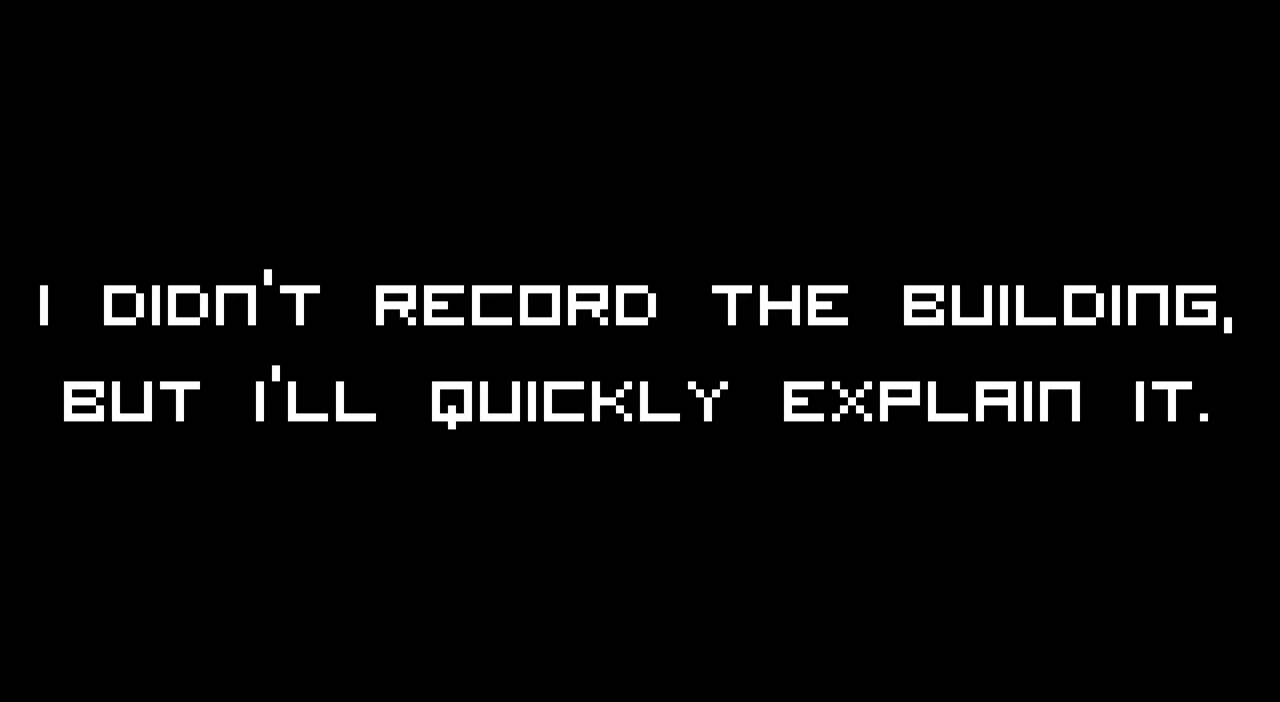 I DIDN'T RECORD THE BUILDING,
BUT I'LL QUICKLY EXPLAIN IT.